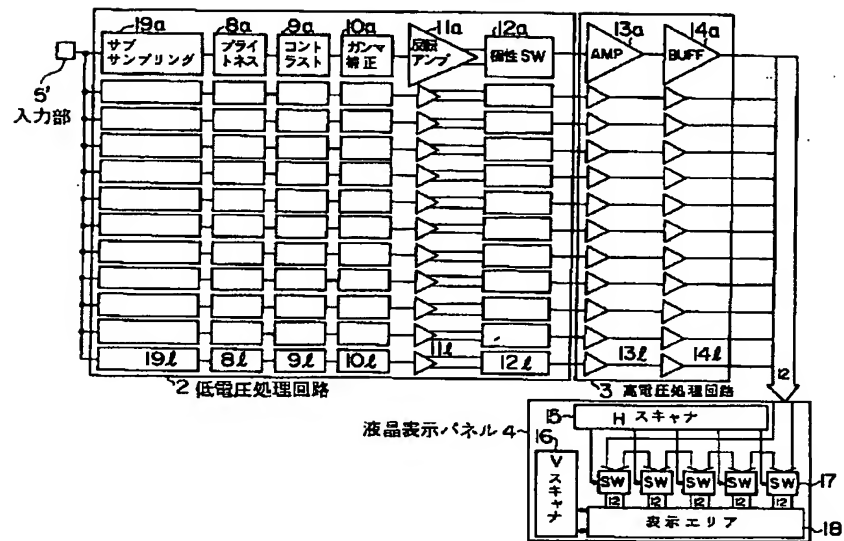 19a 8a 9a 10a 11a 12a 13a 14a
サブサンプリング
ブライトネス
コントラスト
ガンマ補正
反転アンプ
極性SW
AMP
BUFF
5'
入力部
19ℓ 8ℓ 9ℓ 10ℓ 11ℓ 12ℓ 13ℓ 14ℓ
2 低電圧処理回路
3 高電圧処理回路
12
液晶表示パネル 4
15
Hスキャナ
16
Vスキャナ
SW SW SW SW SW
17
12 12 12 12 12
表示エリア
18